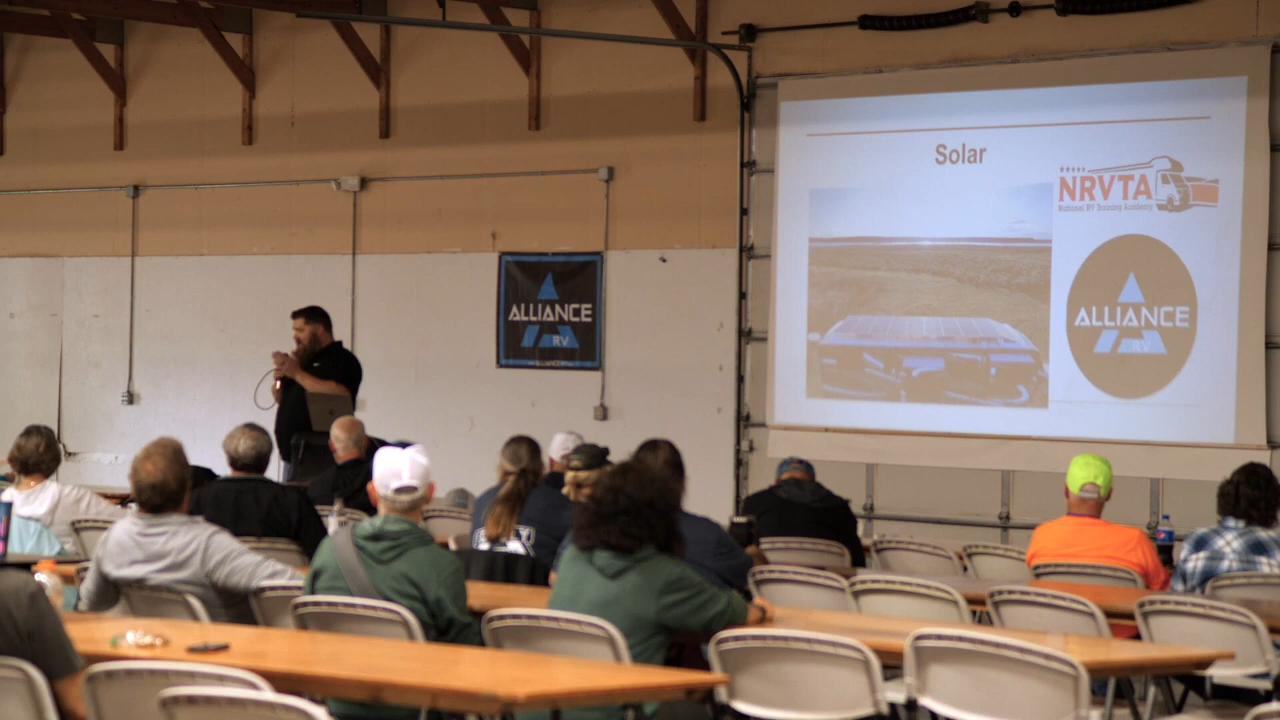 Solar
NRVTA
National RV Training Academy
ALLIANCE
RV
ALLIANCE
RV